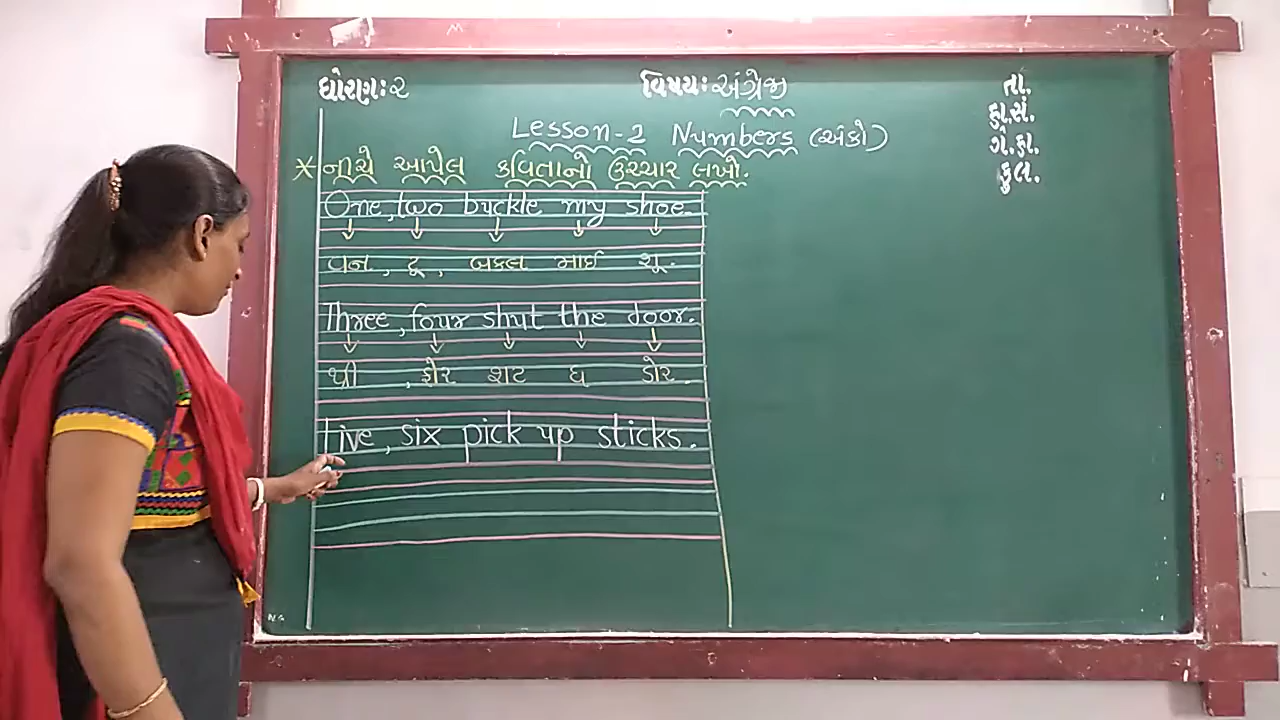 ધોરણઃ૨ વિષયઃ અંગ્રેજી તા.
હા.સં.
ગે.હા.
કુલ.
Lesson-2 Numbers (અંકો)
* નીચે આપેલ કવિતાનો ઉચ્ચાર લખો.
One, two buckle my shoe.
વન, ટૂ, બકલ માઈ શૂ.
Three, four shut the door.
થ્રી , ફોર શટ ધ ડોર.
Five, six pick up sticks.